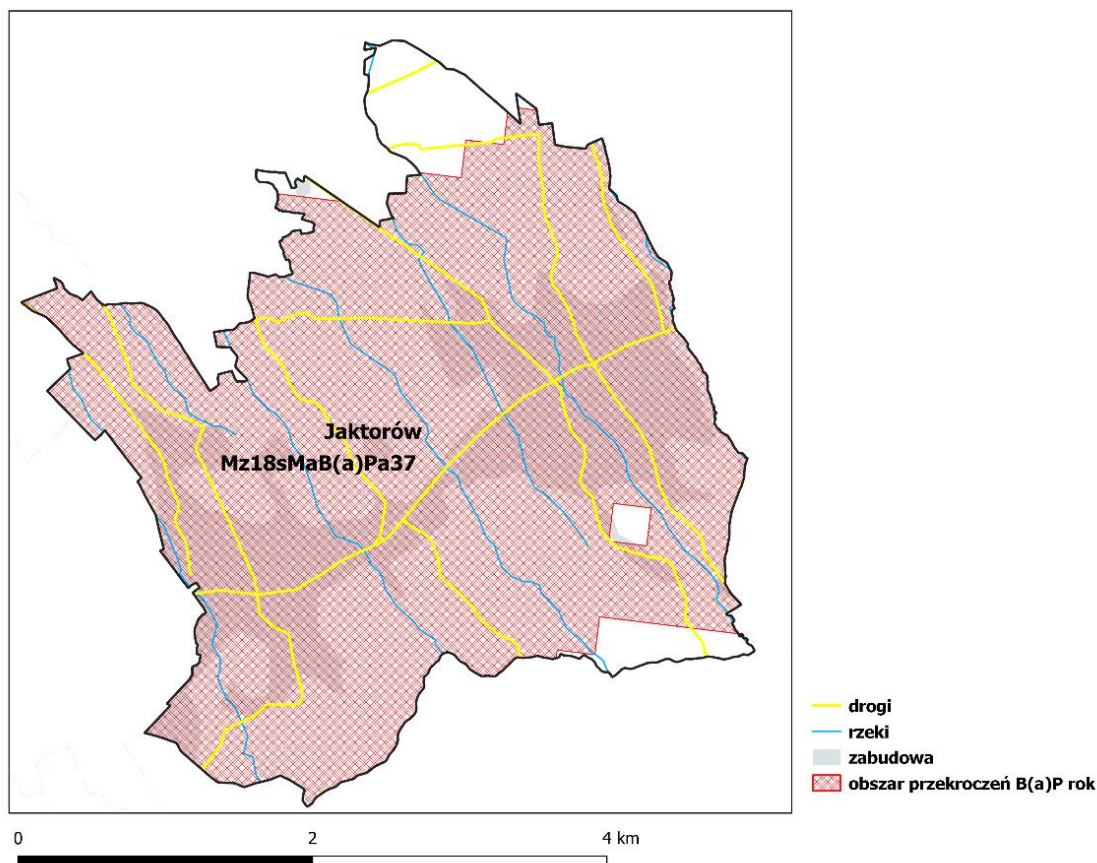 Jaktorów
Mz18sMaB(a)Pa37
drogi
rzeki
zabudowa
obszar przekroczeń B(a)P rok
0 2 4 km